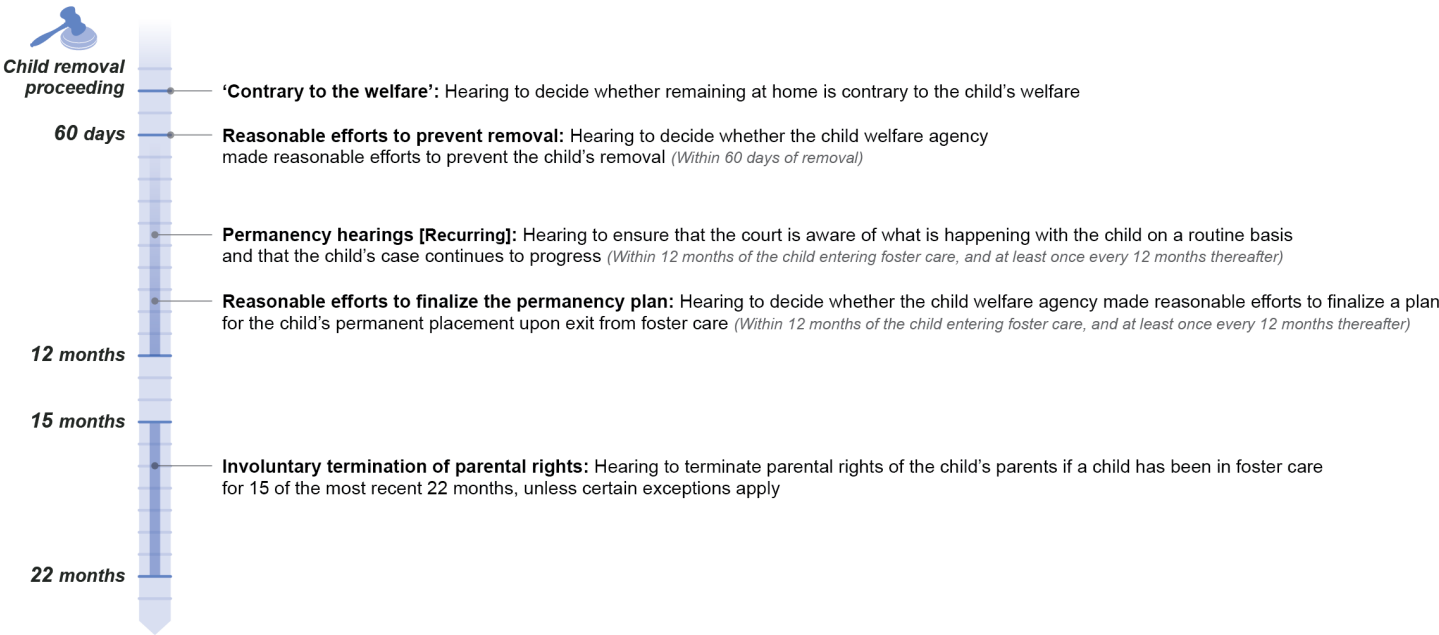 Child removal
proceeding
‘Contrary to the welfare’: Hearing to decide whether remaining at home is contrary to the child’s welfare
60 days
Reasonable efforts to prevent removal: Hearing to decide whether the child welfare agency
made reasonable efforts to prevent the child’s removal (Within 60 days of removal)
Permanency hearings [Recurring]: Hearing to ensure that the court is aware of what is happening with the child on a routine basis
and that the child’s case continues to progress (Within 12 months of the child entering foster care, and at least once every 12 months thereafter)
Reasonable efforts to finalize the permanency plan: Hearing to decide whether the child welfare agency made reasonable efforts to finalize a plan
for the child’s permanent placement upon exit from foster care (Within 12 months of the child entering foster care, and at least once every 12 months thereafter)
12 months
15 months
Involuntary termination of parental rights: Hearing to terminate parental rights of the child’s parents if a child has been in foster care
for 15 of the most recent 22 months, unless certain exceptions apply
22 months